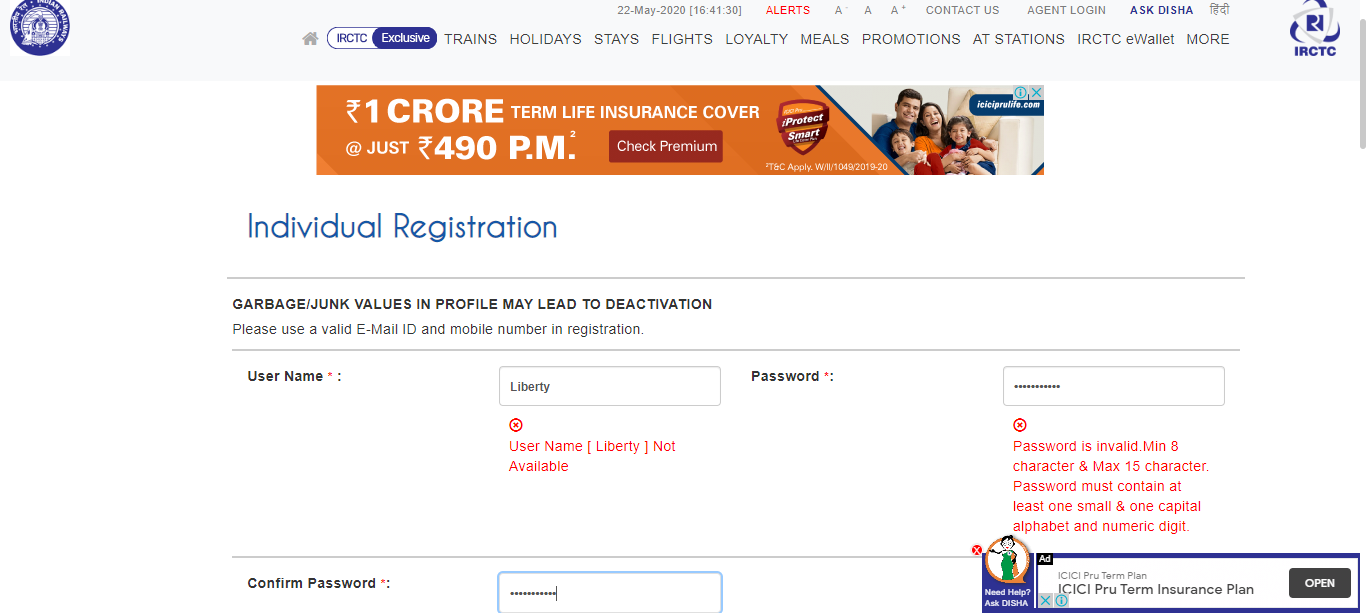 INDIAN RAILWAYS
22-May-2020 [16:41:30] ALERTS A - A A + CONTACT US AGENT LOGIN ASK DISHA हिंदी
IRCTC Exclusive TRAINS HOLIDAYS STAYS FLIGHTS LOYALTY MEALS PROMOTIONS AT STATIONS IRCTC eWallet MORE
IRCTC
₹1 CRORE TERM LIFE INSURANCE COVER
@ JUST ₹490 P.M.²
Check Premium
iProtect
Smart
iciciprulife.com
²T&C Apply. W/II/1049/2019-20
Individual Registration
GARBAGE/JUNK VALUES IN PROFILE MAY LEAD TO DEACTIVATION
Please use a valid E-Mail ID and mobile number in registration.
User Name * :
Liberty
User Name [ Liberty ] Not
Available
Password *:
•••••••••••
Password is invalid.Min 8
character & Max 15 character.
Password must contain at
least one small & one capital
alphabet and numeric digit.
Confirm Password *:
•••••••••••
Need Help?
Ask DISHA
Ad
ICICI Pru Term Plan
ICICI Pru Term Insurance Plan
OPEN